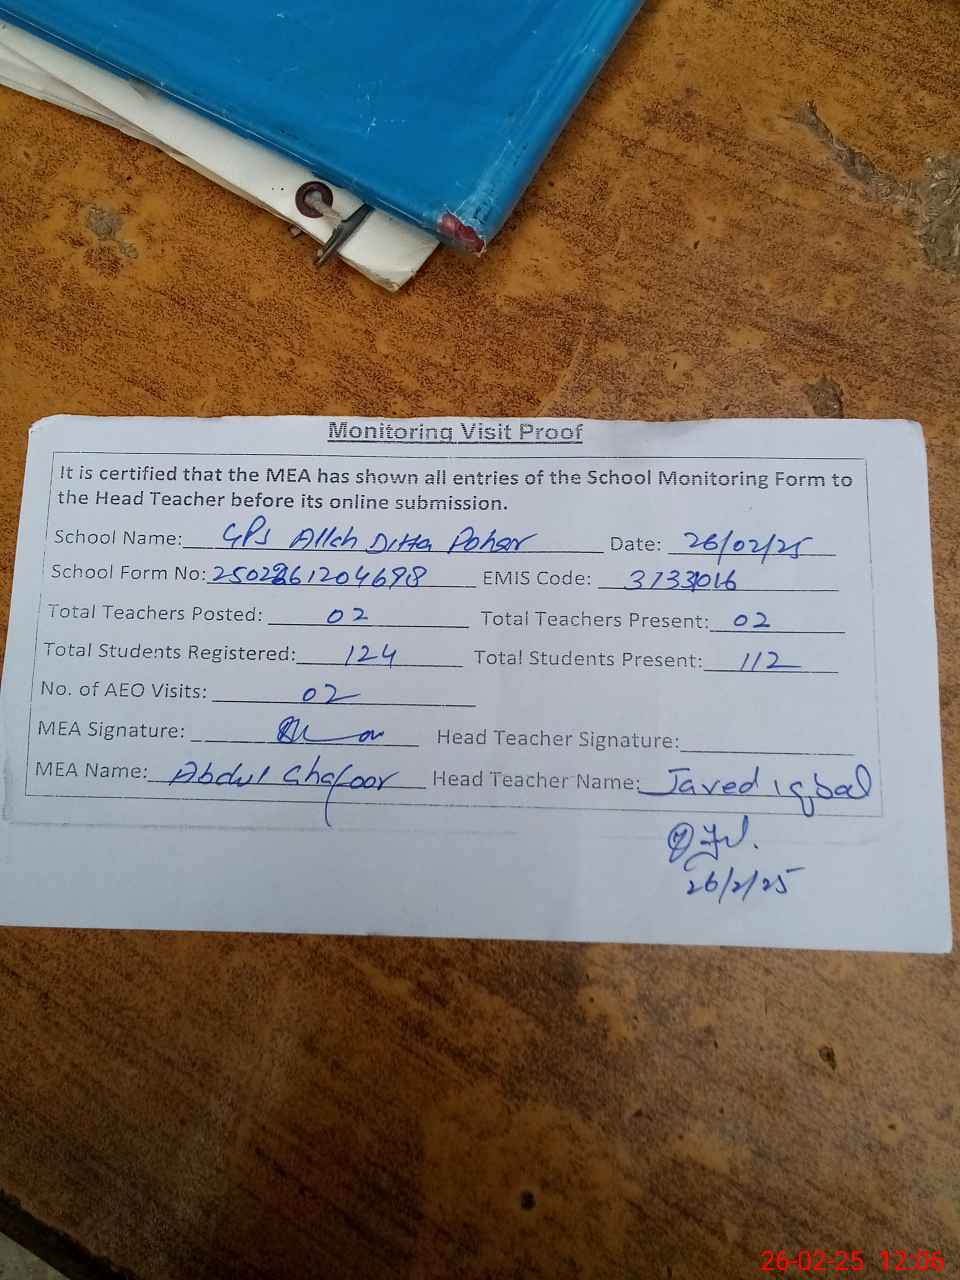 Monitoring Visit Proof
It is certified that the MEA has shown all entries of the School Monitoring Form to
the Head Teacher before its online submission.
School Name: GPS Allah Ditta Pohar Date: 26/02/25
School Form No: EMIS Code:
Total Teachers Posted: 02 Total Teachers Present: 02
Total Students Registered: 124 Total Students Present: 112
No. of AEO Visits: 02
MEA Signature: Head Teacher Signature:
MEA Name: Abdul Ghafoor Head Teacher Name: Javed iqbal
26/2/25
26-02-25 12:06